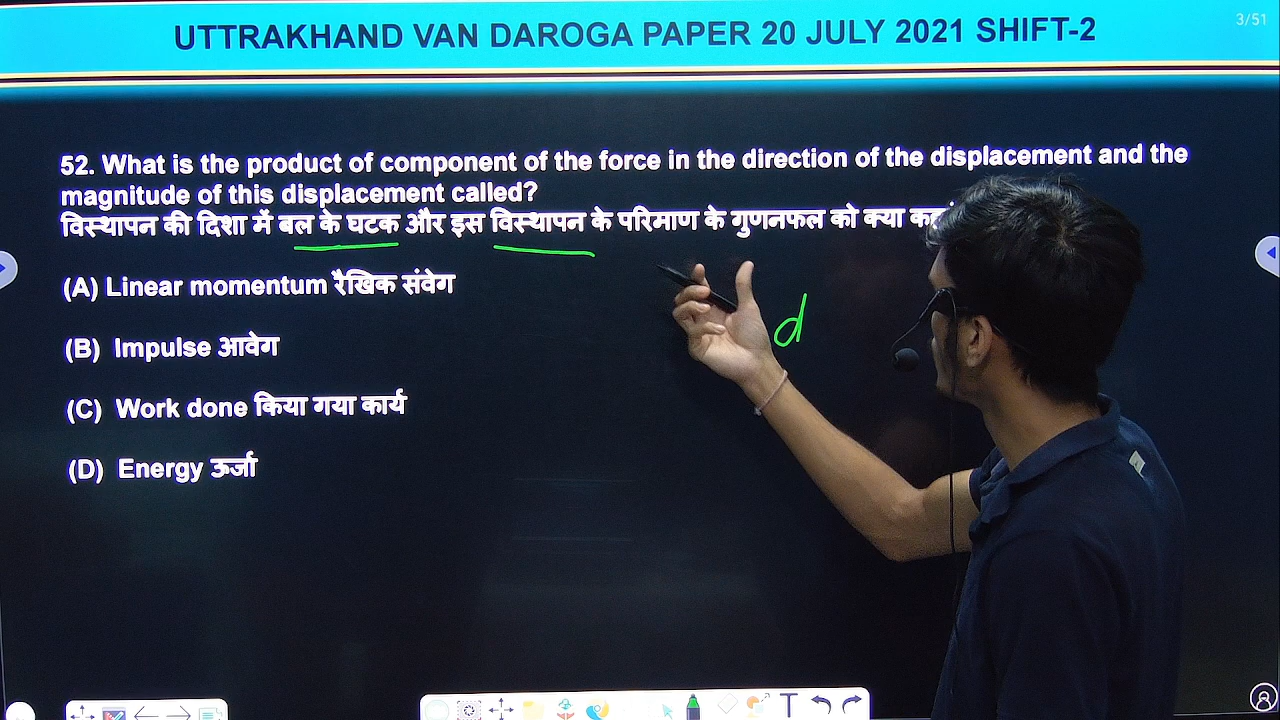 UTTRAKHAND VAN DAROGA PAPER 20 JULY 2021 SHIFT-2
3/51
52. What is the product of component of the force in the direction of the displacement and the
magnitude of this displacement called?
विस्थापन की दिशा में बल के घटक और इस विस्थापन के परिमाण के गुणनफल को क्या
(A) Linear momentum रैखिक संवेग
d
(B) Impulse आवेग
(C) Work done किया गया कार्य
(D) Energy ऊर्जा
T